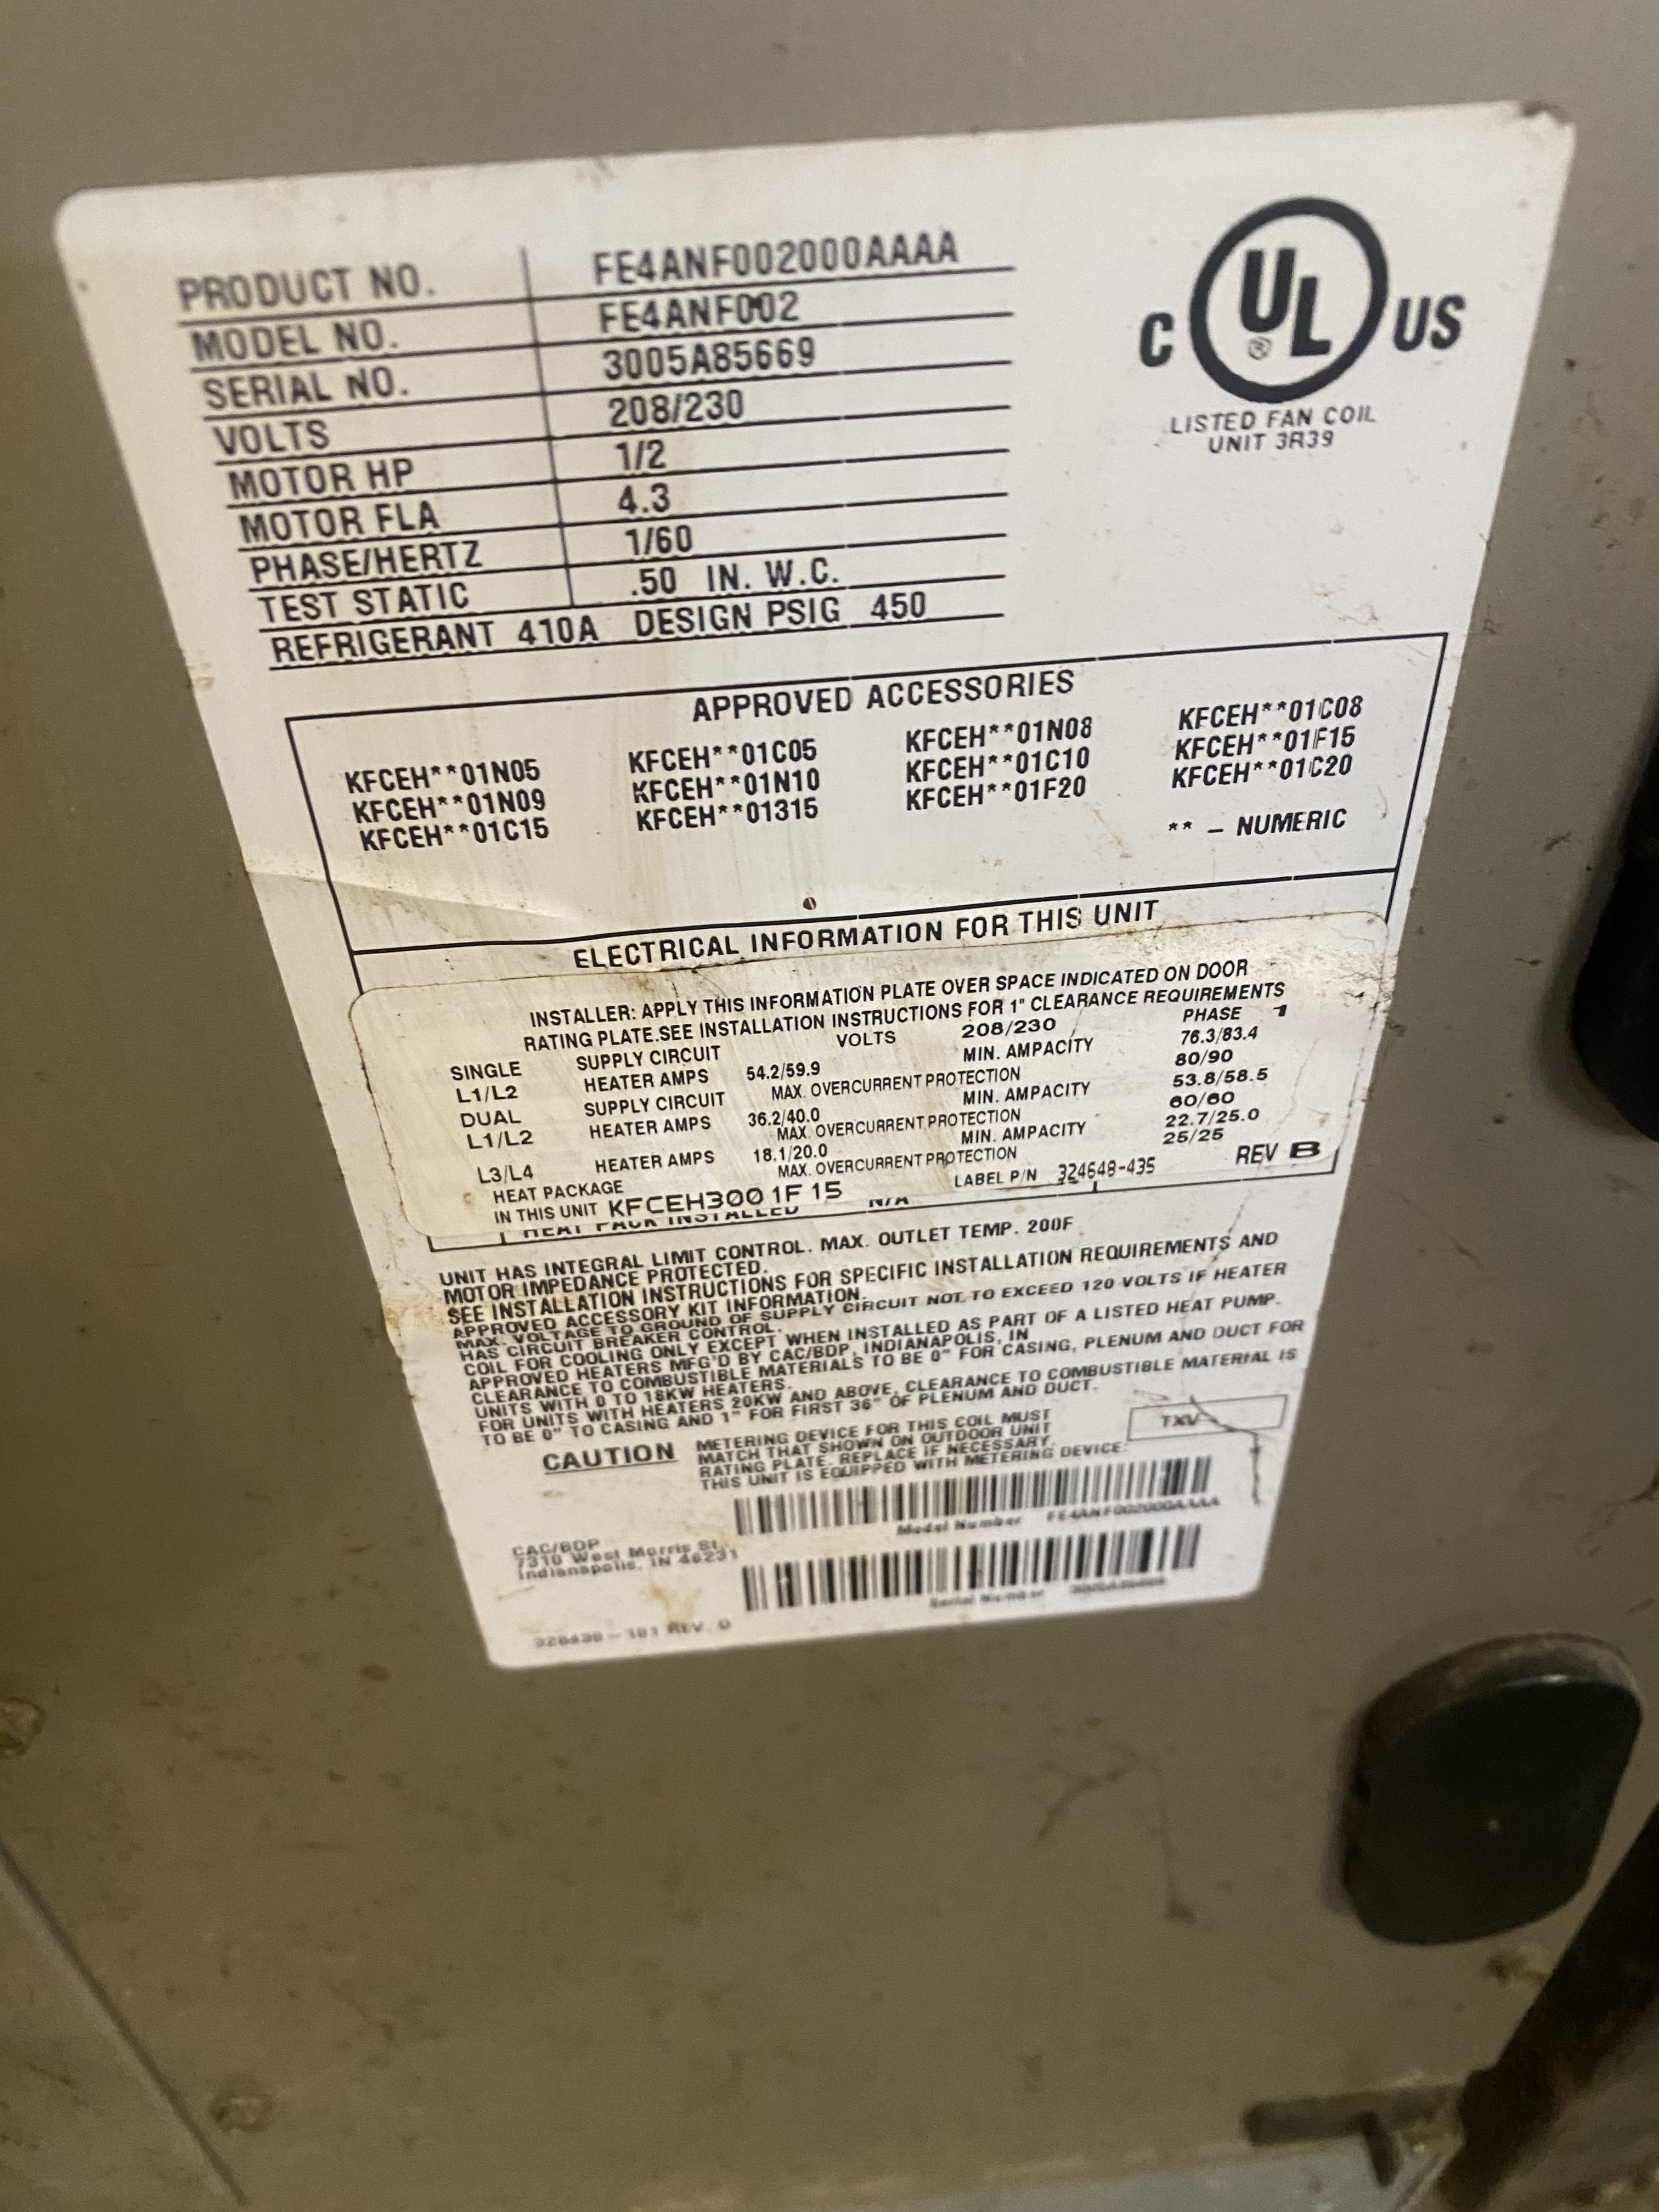 PRODUCT NO. FE4ANF002000AAAA
MODEL NO. FE4ANF002
SERIAL NO. 3005A85669
VOLTS 208/230
MOTOR HP 1/2
MOTOR FLA 4.3
PHASE/HERTZ 1/60
TEST STATIC .50 IN. W.C.
REFRIGERANT 410A DESIGN PSIG 450
C UL ® US
LISTED FAN COIL
UNIT 3R39
APPROVED ACCESSORIES
KFCEH**01N05 KFCEH**01C05 KFCEH**01N08 KFCEH**01C08
KFCEH**01N09 KFCEH**01N10 KFCEH**01C10 KFCEH**01F15
KFCEH**01C15 KFCEH**01315 KFCEH**01F20 KFCEH**01C20
** - NUMERIC
ELECTRICAL INFORMATION FOR THIS UNIT
INSTALLER: APPLY THIS INFORMATION PLATE OVER SPACE INDICATED ON DOOR
RATING PLATE.SEE INSTALLATION INSTRUCTIONS FOR 1" CLEARANCE REQUIREMENTS
SINGLE SUPPLY CIRCUIT VOLTS 208/230 PHASE 1
L1/L2 HEATER AMPS 54.2/59.9 MIN. AMPACITY 76.3/83.4
MAX. OVERCURRENT PROTECTION 80/90
DUAL SUPPLY CIRCUIT
L1/L2 HEATER AMPS 36.2/40.0 MIN. AMPACITY 53.8/58.5
MAX. OVERCURRENT PROTECTION 60/60
L3/L4 HEATER AMPS 18.1/20.0 MIN. AMPACITY 22.7/25.0
MAX. OVERCURRENT PROTECTION 25/25
HEAT PACKAGE
IN THIS UNIT KFCEH3001F15 LABEL P/N 324648-435 REV B
HEAT PACK INSTALLED N/A
UNIT HAS INTEGRAL LIMIT CONTROL. MAX. OUTLET TEMP. 200F
MOTOR IMPEDANCE PROTECTED.
SEE INSTALLATION INSTRUCTIONS FOR SPECIFIC INSTALLATION REQUIREMENTS AND
APPROVED ACCESSORY KIT INFORMATION.
MAX. VOLTAGE TO GROUND OF SUPPLY CIRCUIT NOT TO EXCEED 120 VOLTS IF HEATER
HAS CIRCUIT BREAKER CONTROL.
COIL FOR COOLING ONLY EXCEPT WHEN INSTALLED AS PART OF A LISTED HEAT PUMP.
APPROVED HEATERS MFG'D BY CAC/BDP, INDIANAPOLIS, IN
CLEARANCE TO COMBUSTIBLE MATERIALS TO BE 0" FOR CASING, PLENUM AND DUCT FOR
UNITS WITH 0 TO 18KW HEATERS.
FOR UNITS WITH HEATERS 20KW AND ABOVE, CLEARANCE TO COMBUSTIBLE MATERIAL IS
TO BE 0" TO CASING AND 1" FOR FIRST 36" OF PLENUM AND DUCT.
CAUTION METERING DEVICE FOR THIS COIL MUST
MATCH THAT SHOWN ON OUTDOOR UNIT
RATING PLATE. REPLACE IF NECESSARY.
THIS UNIT IS EQUIPPED WITH METERING DEVICE: TXV
Model Number FE4ANF002000AAAA
CAC/BDP
7310 West Morris St.
Indianapolis, IN 46231
Serial Number
REV. D